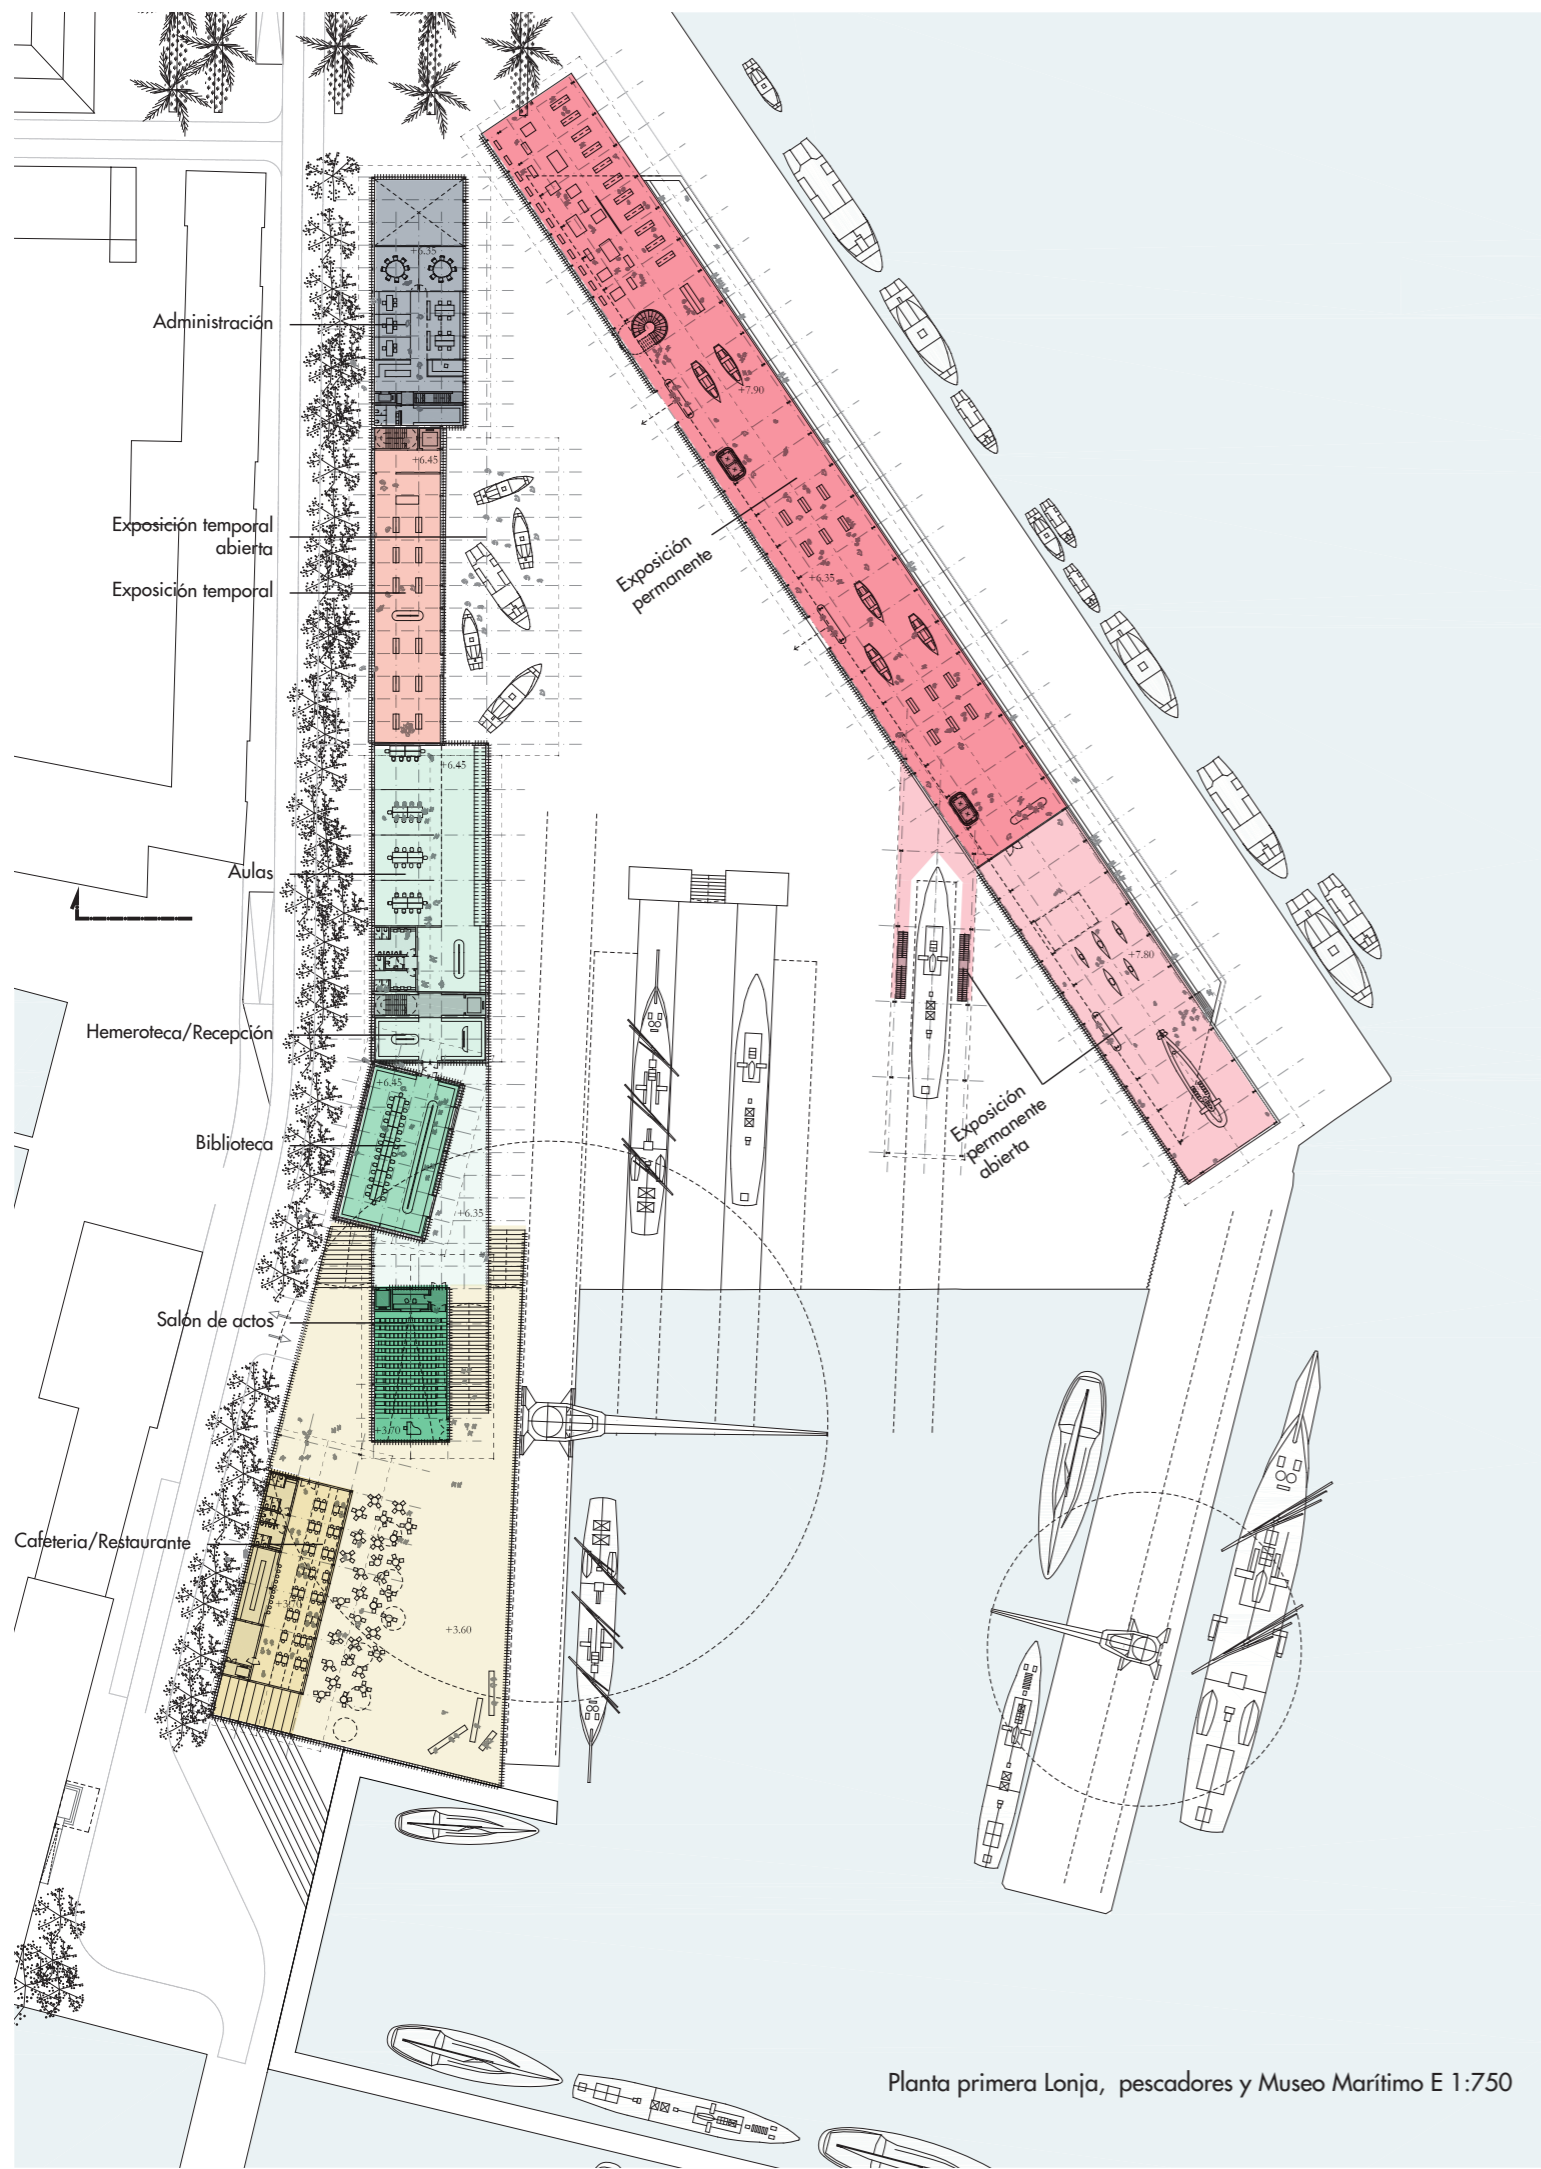 +6.35
Administración
+7.90
+6.45
Exposición temporal
abierta
Exposición
permanente
+6.35
Exposición temporal
+6.45
Aulas
+7.80
Hemeroteca/Recepción
+6.45
Exposición
permanente
abierta
Biblioteca
+6.35
Salón de actos
+3.70
Cafeteria/Restaurante
+3.60
Planta primera Lonja, pescadores y Museo Marítimo E 1:750